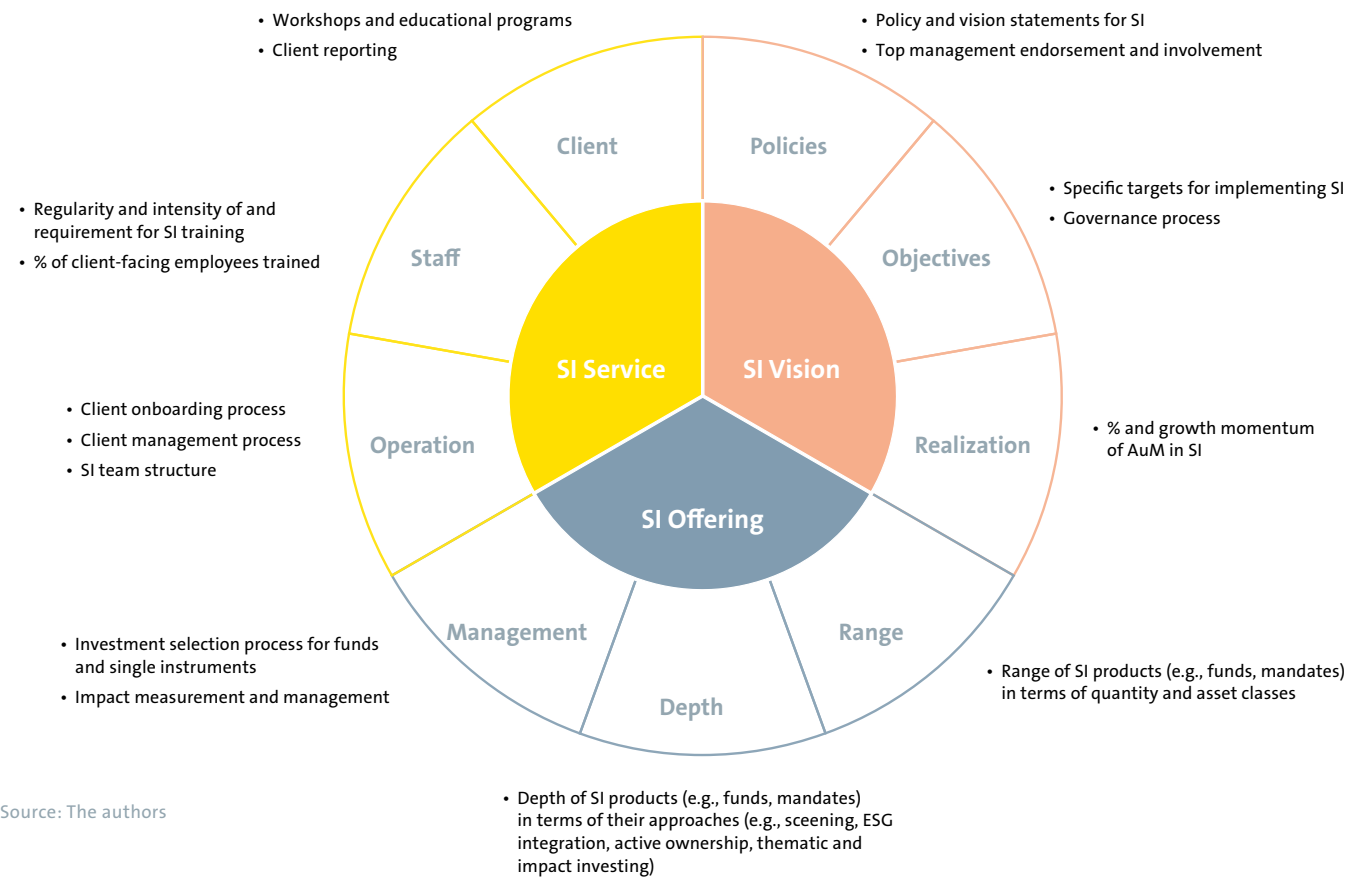 • Workshops and educational programs
• Client reporting
• Policy and vision statements for SI
• Top management endorsement and involvement
Client
Policies
• Regularity and intensity of and
requirement for SI training
• % of client-facing employees trained
• Specific targets for implementing SI
• Governance process
Staff
Objectives
SI Service
SI Vision
• Client onboarding process
• Client management process
• SI team structure
Operation
Realization
• % and growth momentum
of AuM in SI
SI Offering
Management
Range
• Investment selection process for funds
and single instruments
• Impact measurement and management
• Range of SI products (e.g., funds, mandates)
in terms of quantity and asset classes
Depth
Source: The authors
• Depth of SI products (e.g., funds, mandates)
in terms of their approaches (e.g., sceening, ESG
integration, active ownership, thematic and
impact investing)